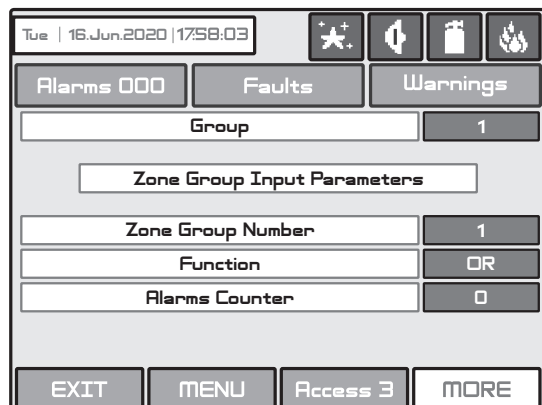 Tue | 16.Jun.2020 | 17:58:03
Alarms 000 Faults Warnings
Group 1
Zone Group Input Parameters
Zone Group Number 1
Function OR
Alarms Counter 0
EXIT MENU Access 3 MORE